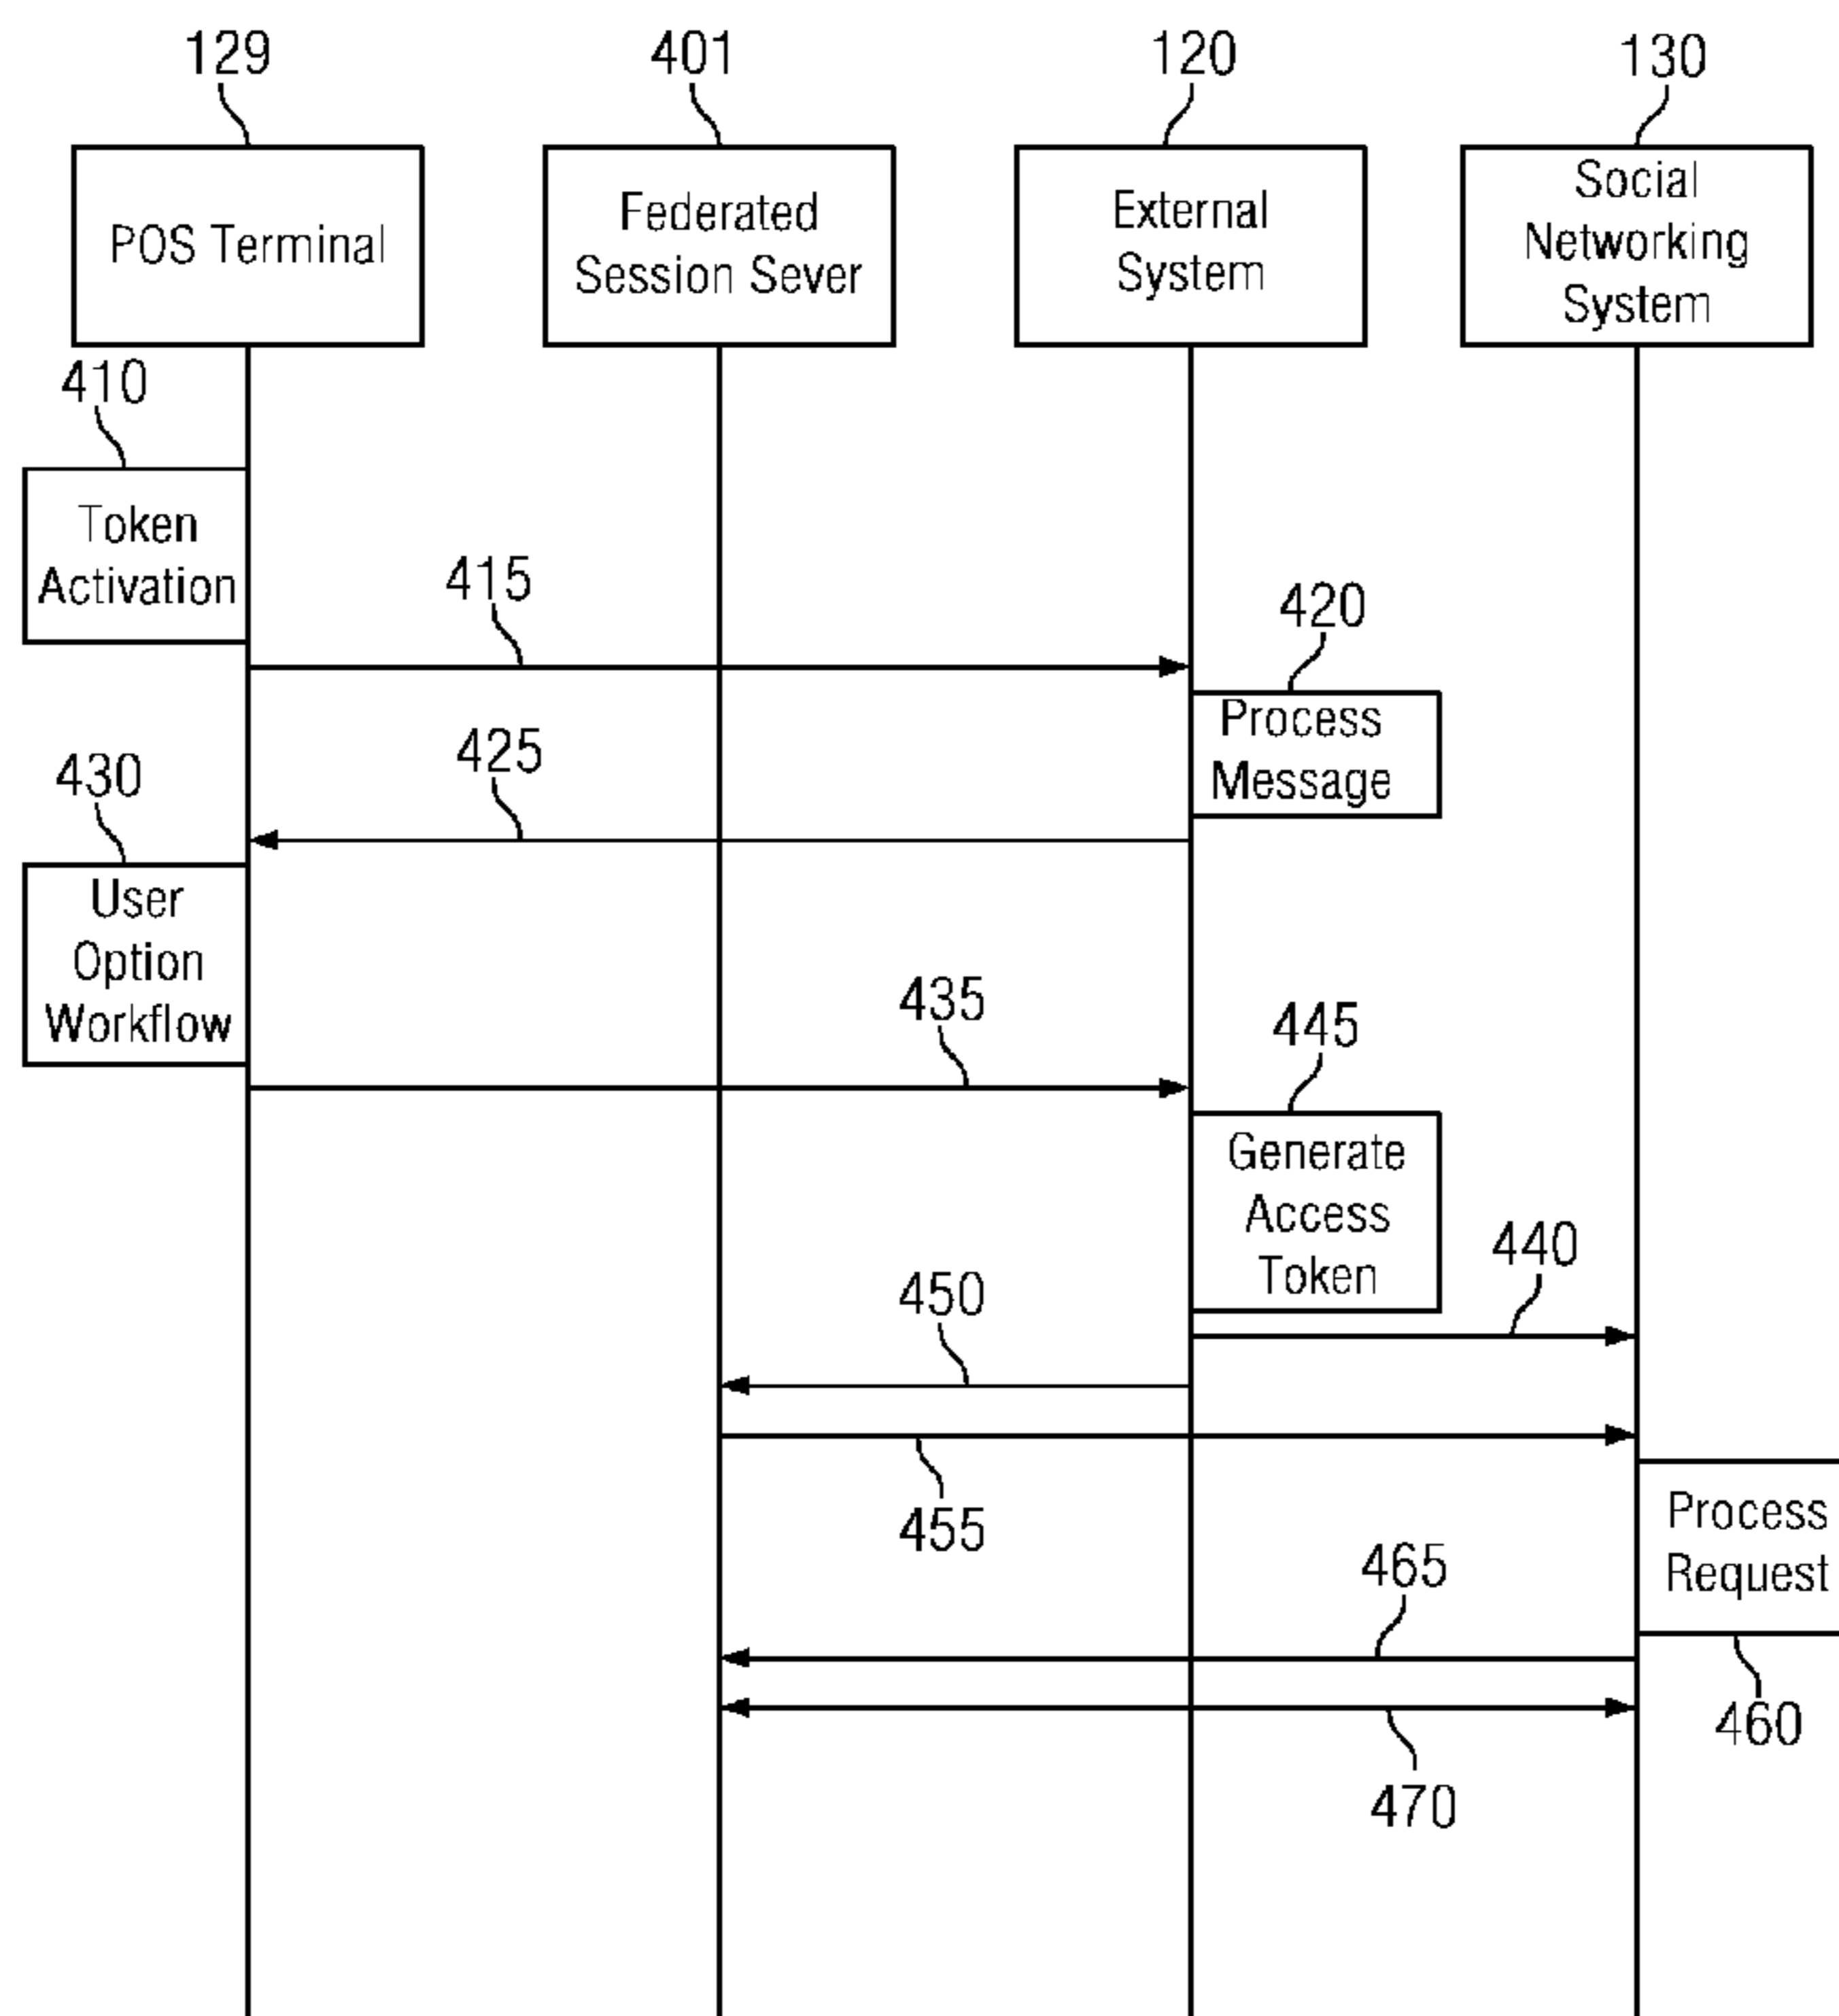 129
401
120
130
POS Terminal
Federated
Session Sever
External
System
Social
Networking
System
410
Token
Activation
415
420
Process
Message
425
430
User
Option
Workflow
435
445
Generate
Access
Token
440
450
455
Process
Request
465
460
470